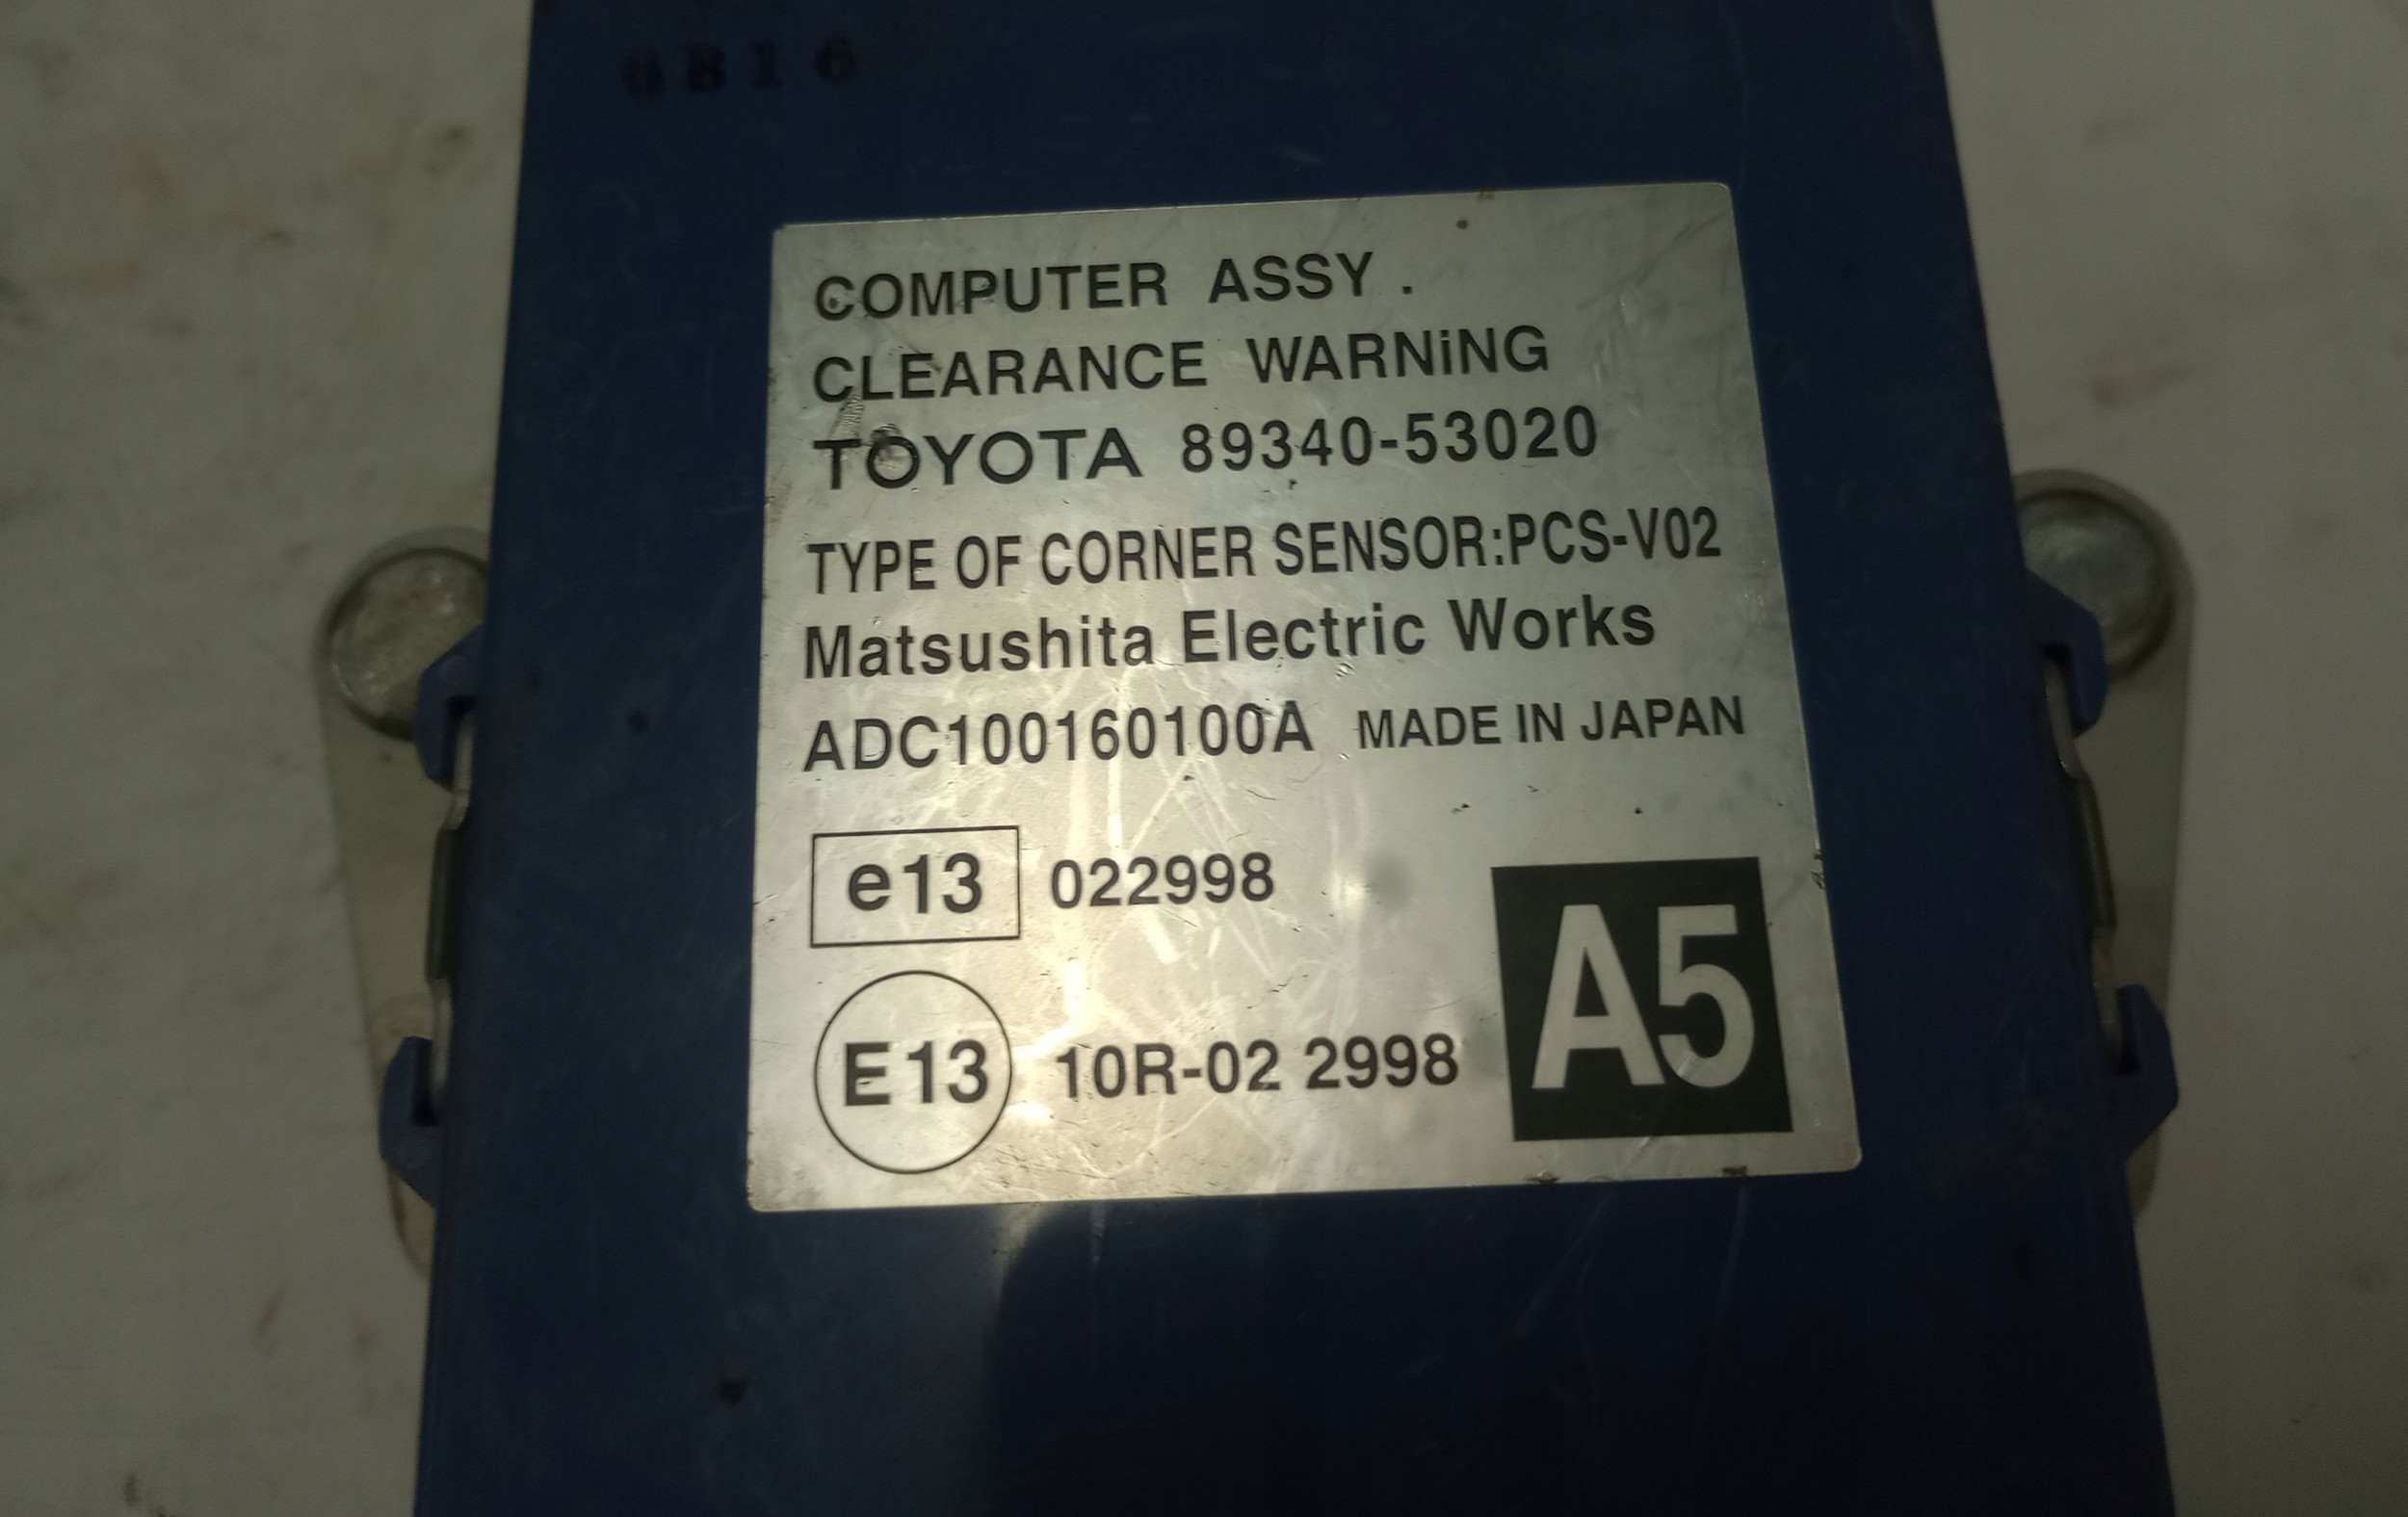 COMPUTER ASSY.
CLEARANCE WARNiNG
TOYOTA 89340-53020
TYPE OF CORNER SENSOR:PCS-V02
Matsushita Electric Works
ADC100160100A MADE IN JAPAN
e13 022998
E13 10R-02 2998
A5